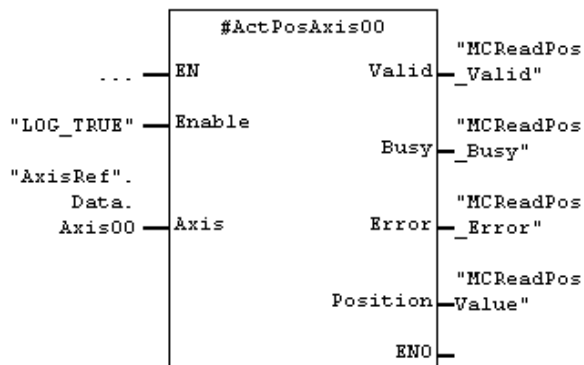 #ActPosAxis00
... EN
Valid "MCReadPos
_Valid"
"LOG_TRUE" Enable
Busy "MCReadPos
_Busy"
"AxisRef".
Data.
Axis00 Axis
Error "MCReadPos
_Error"
Position "MCReadPos
Value"
ENO